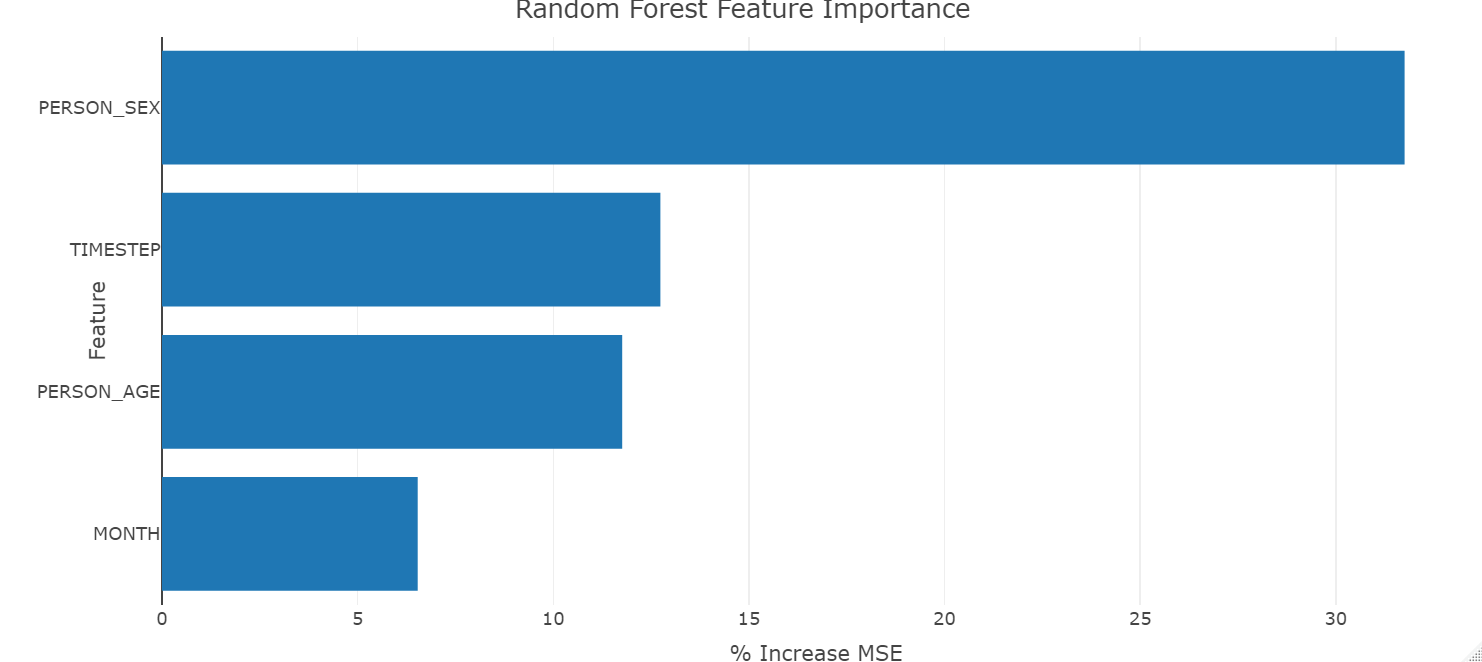 Random Forest Feature Importance
PERSON_SEX
TIMESTEP
Feature
PERSON_AGE
MONTH
0 5 10 15 20 25 30
% Increase MSE